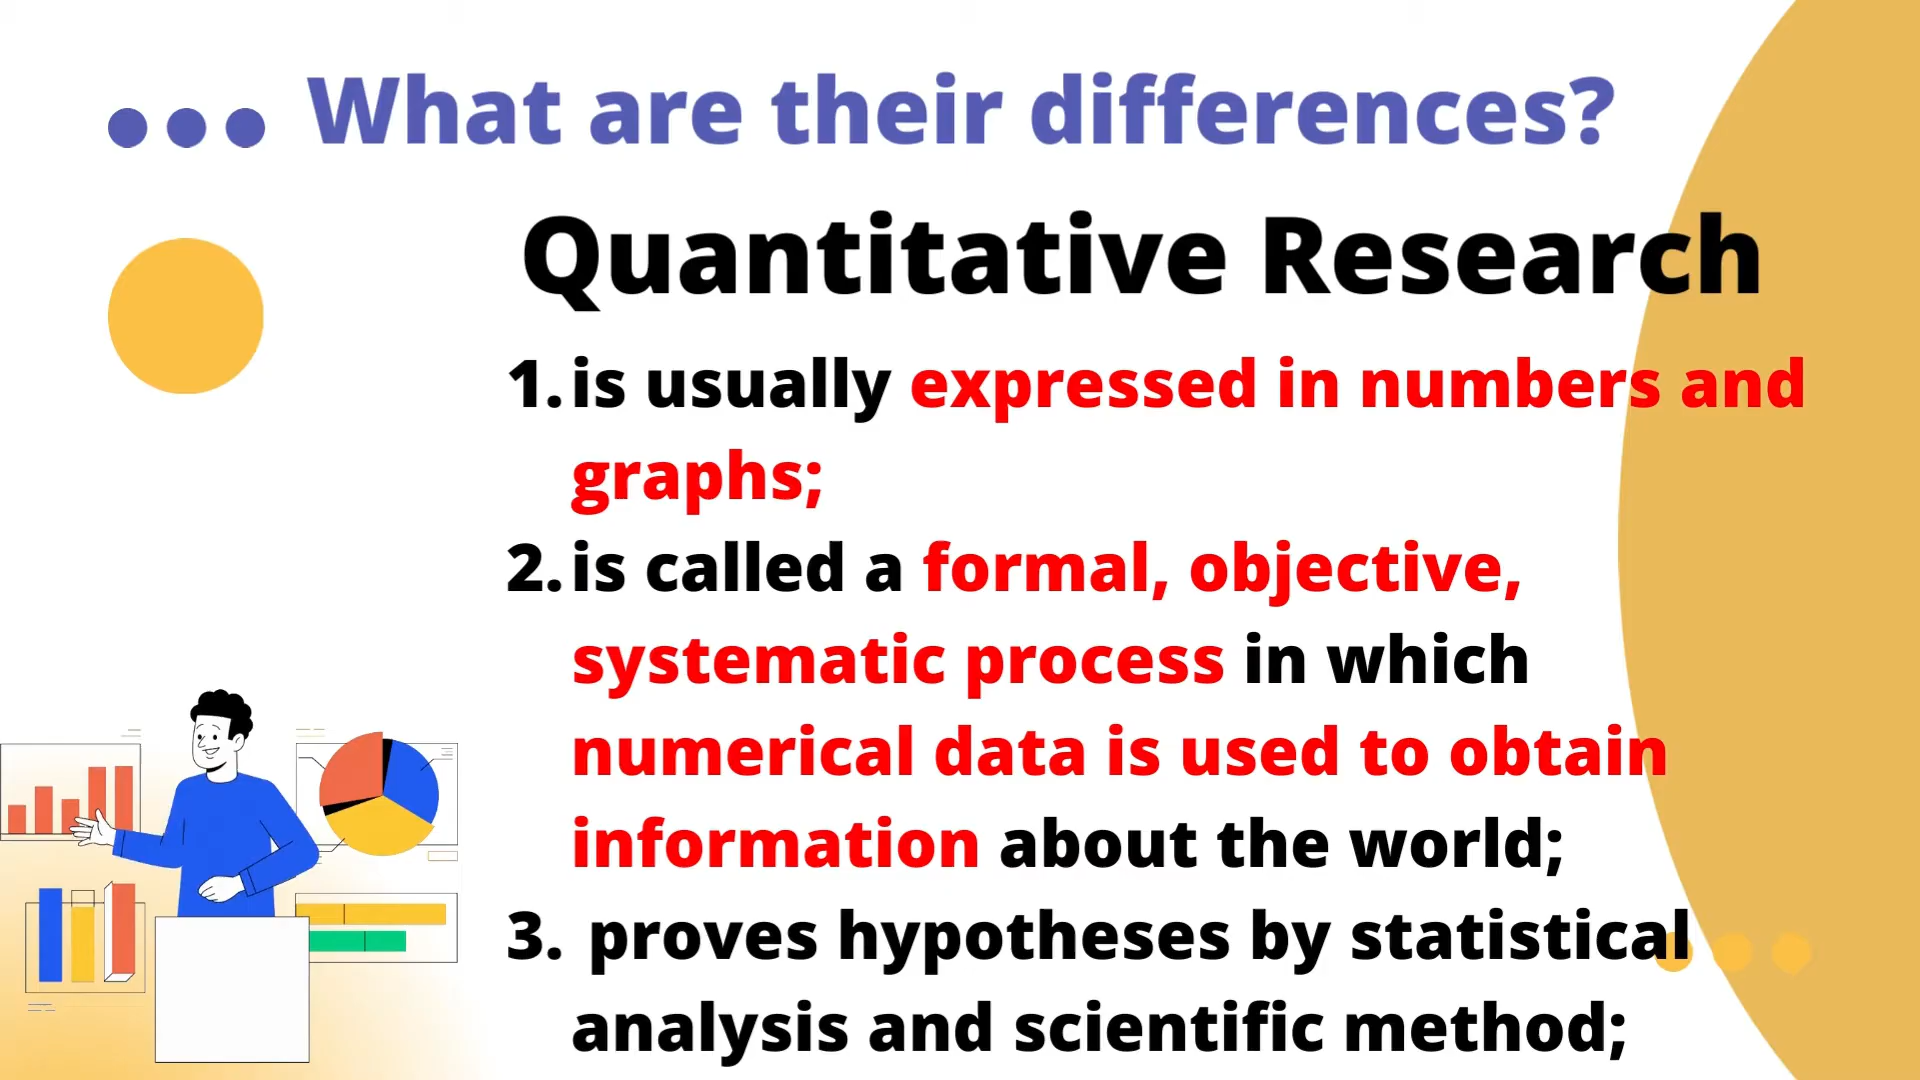 What are their differences?
Quantitative Research
1. is usually expressed in numbers and
graphs;
2. is called a formal, objective,
systematic process in which
numerical data is used to obtain
information about the world;
3. proves hypotheses by statistical
analysis and scientific method;